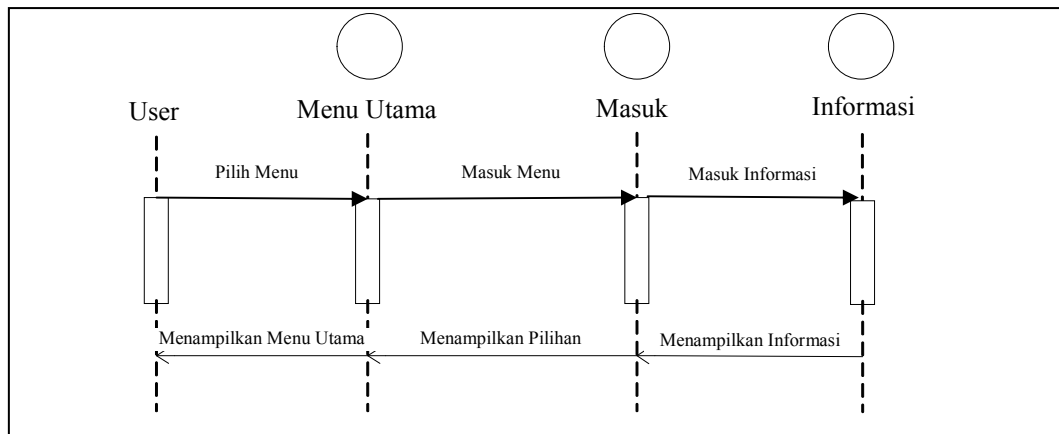 User
Menu Utama
Masuk
Informasi
Pilih Menu
Masuk Menu
Masuk Informasi
Menampilkan Menu Utama
Menampilkan Pilihan
Menampilkan Informasi